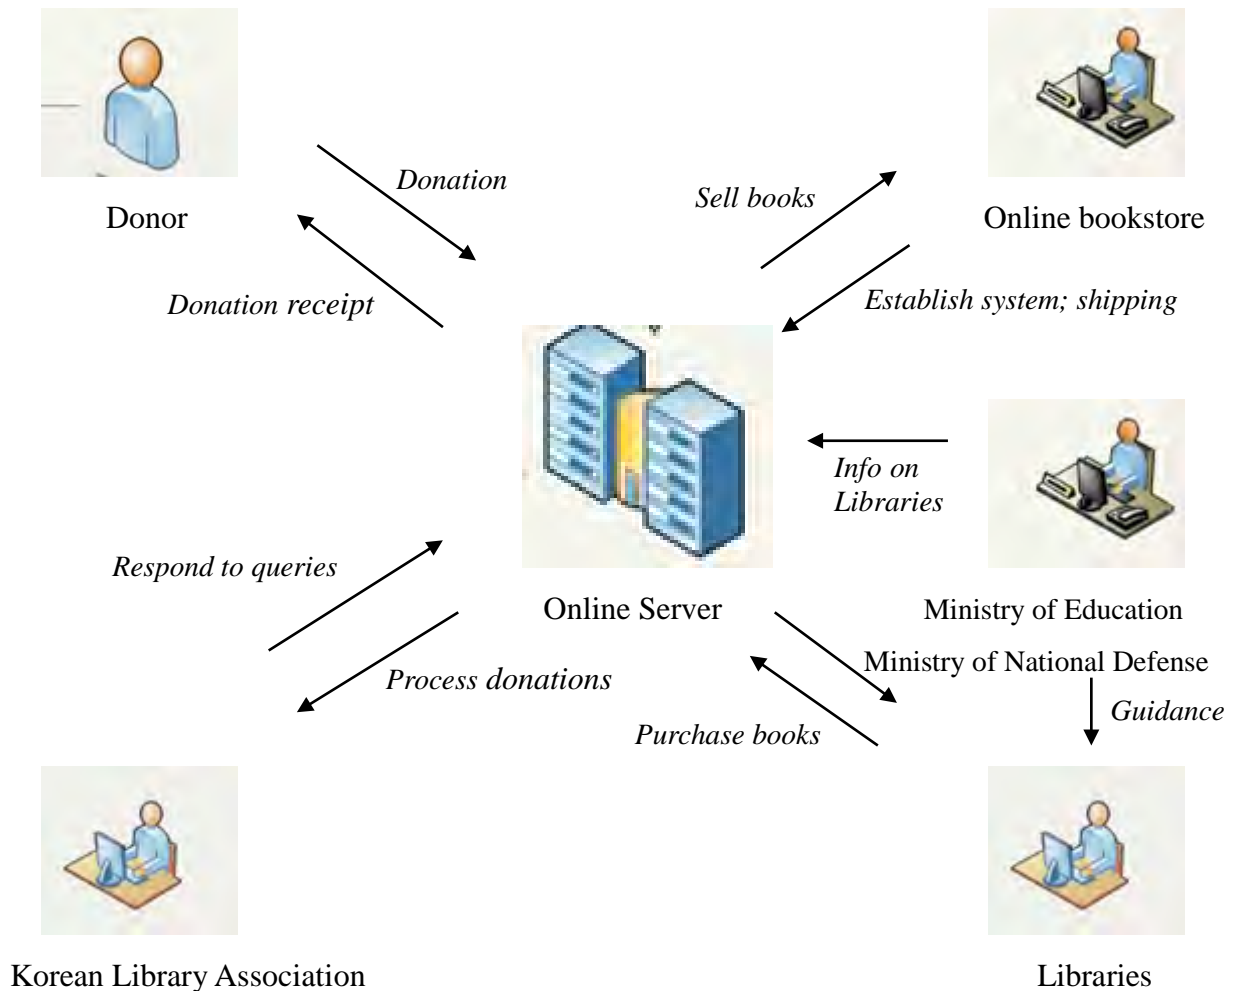 Donation
Sell books
Donor
Online bookstore
Donation receipt
Establish system; shipping
Info on
Libraries
Respond to queries
Online Server
Ministry of Education
Ministry of National Defense
Process donations
Purchase books
Guidance
Korean Library Association
Libraries